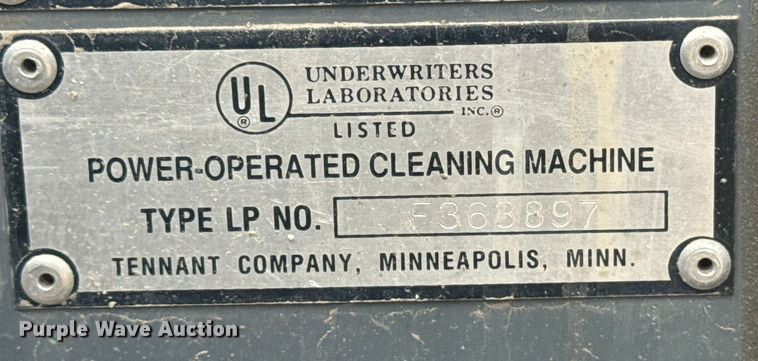 UL®
UNDERWRITERS
LABORATORIES
INC.®
LISTED
POWER-OPERATED CLEANING MACHINE
TYPE LP NO. F363897
TENNANT COMPANY, MINNEAPOLIS, MINN.
Purple Wave Auction